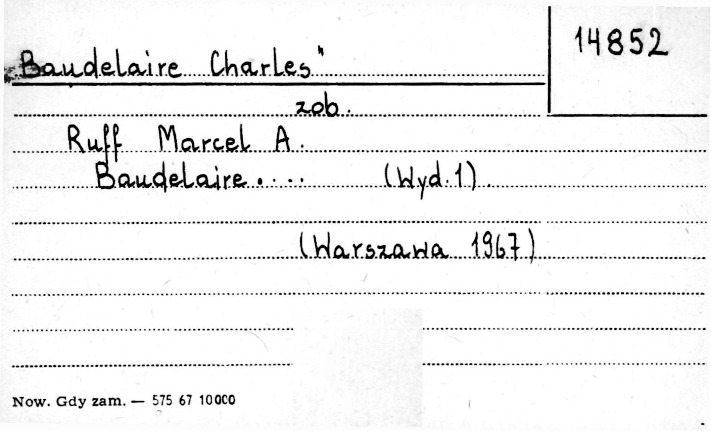 "Baudelaire Charles"
14852
zob.
Ruff Marcel A.
Baudelaire.... (Wyd.1).
(Warszawa 1967)
Now. Gdy zam. — 575 67 10000